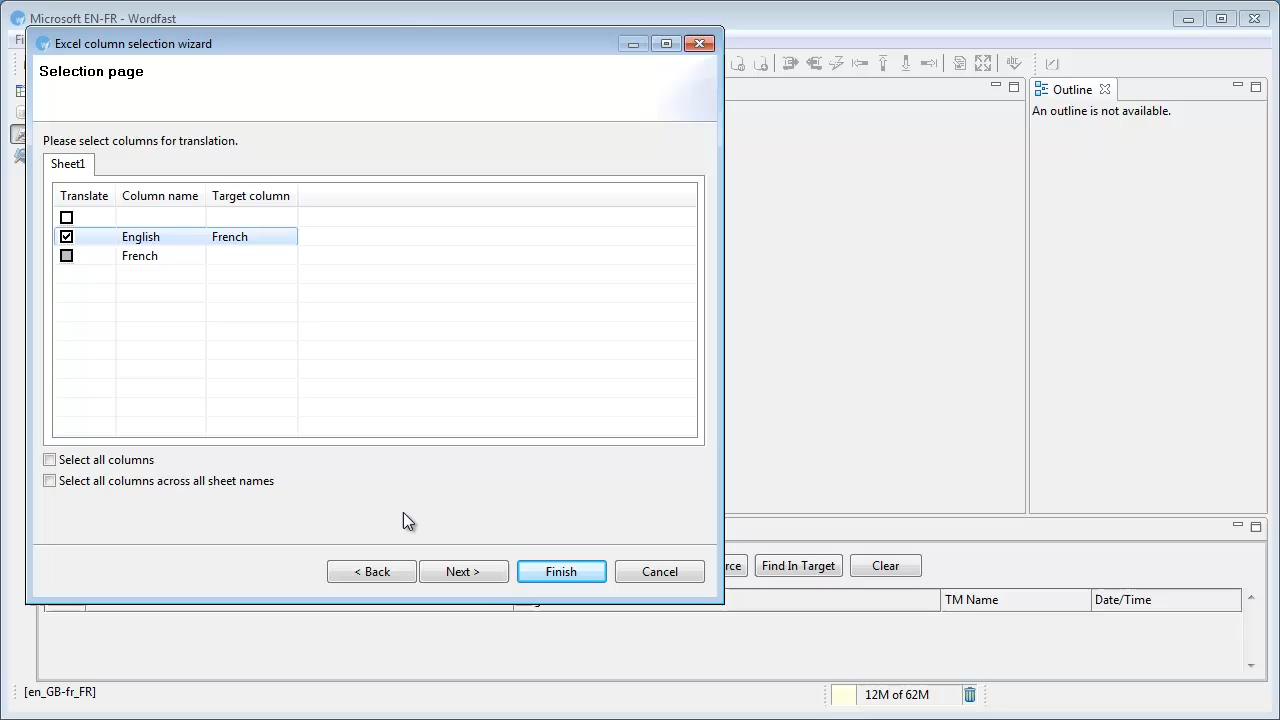 Microsoft EN-FR - Wordfast
Fi
Excel column selection wizard
Selection page
Please select columns for translation.
Sheet1
Translate Column name Target column
English French
French
Select all columns
Select all columns across all sheet names
< Back Next > Finish Cancel
Outline
An outline is not available.
rce Find In Target Clear
TM Name Date/Time
[en_GB-fr_FR]
12M of 62M